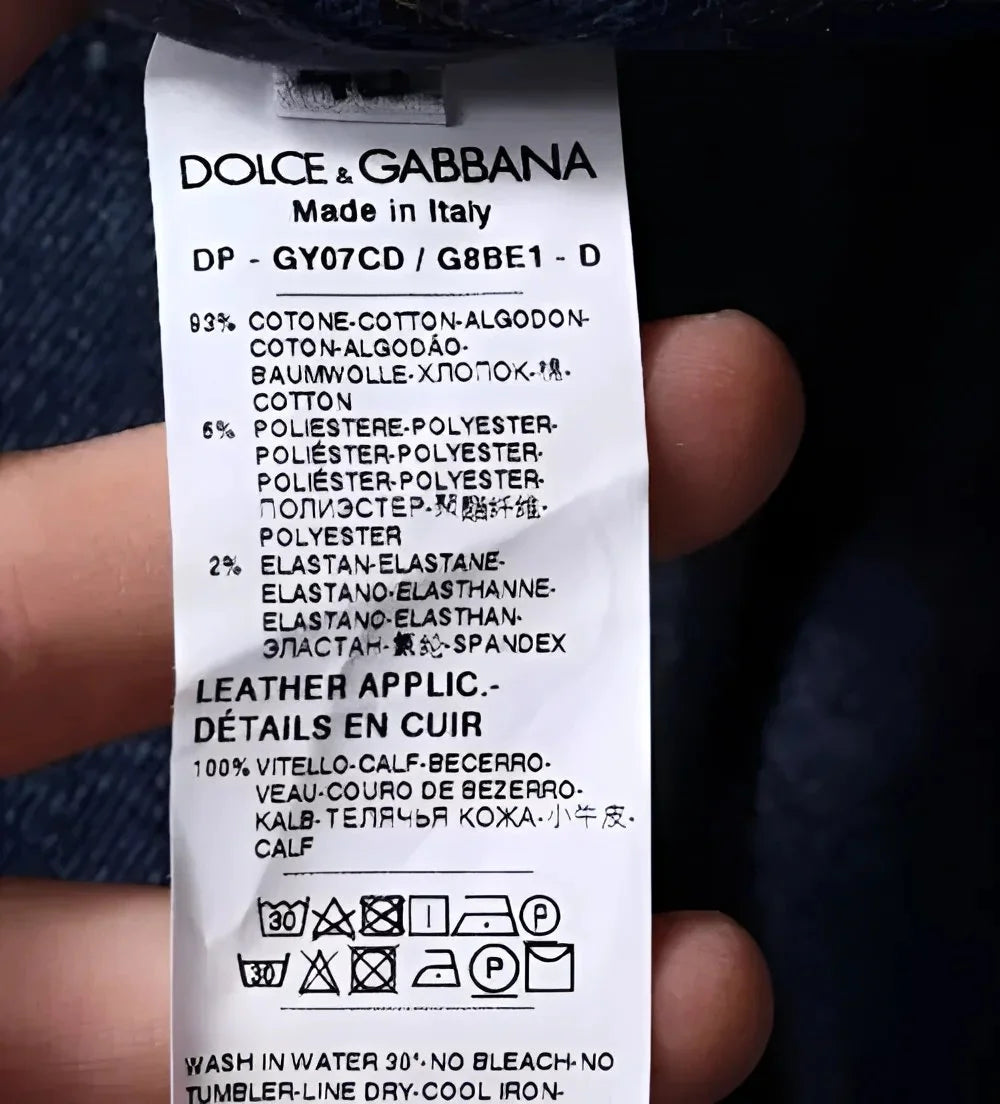 DOLCE & GABBANA
Made in Italy
DP - GY07CD / G8BE1 - D
93% COTONE-COTTON-ALGODON-
COTON-ALGODÃO-
BAUMWOLLE-ХЛОПОК-
COTTON
6% POLIESTERE-POLYESTER-
POLIÉSTER-POLYESTER-
POLIÉSTER-POLYESTER-
ПОЛИЭСТЕР-
POLYESTER
2% ELASTAN-ELASTANE-
ELASTANO-ELASTHANNE-
ELASTANO-ELASTHAN-
ЭЛАСТАН-SPANDEX
LEATHER APPLIC.-
DÉTAILS EN CUIR
100% VITELLO-CALF-BECERRO-
VEAU-COURO DE BEZERRO-
KALB-ТЕЛЯЧЬЯ КОЖА-小牛皮-
CALF
30 P
30 P
WASH IN WATER 30°-NO BLEACH-NO
TUMBLER-LINE DRY-COOL IRON-